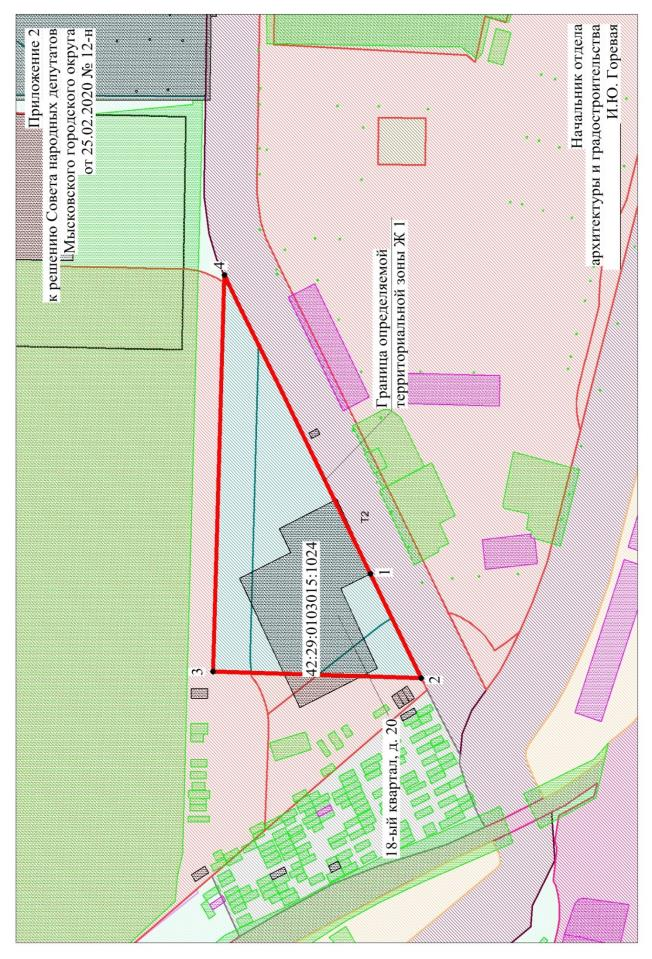 Приложение 2
к решению Совета народных депутатов
Мысковского городского округа
от 25.02.2020 № 12-н
4
Граница определяемой
территориальной зоны Ж 1
Т2
1
42:29:0103015:1024
3
2
18-ый квартал, д. 20
Начальник отдела
архитектуры и градостроительства
И.Ю. Горевая